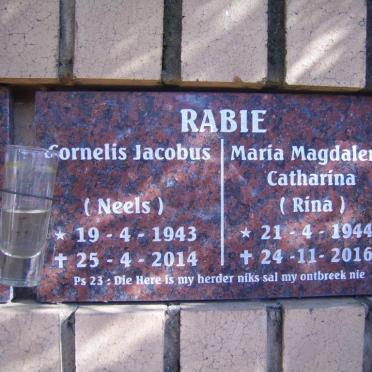 RABIE
Cornelis Jacobus
( Neels )
★ 19 - 4 - 1943
✝ 25 - 4 - 2014
Maria Magdalen
Catharina
( Rina )
★ 21 - 4 - 1944
✝ 24 -11- 2016
Ps 23 : Die Here is my herder niks sal my ontbreek nie